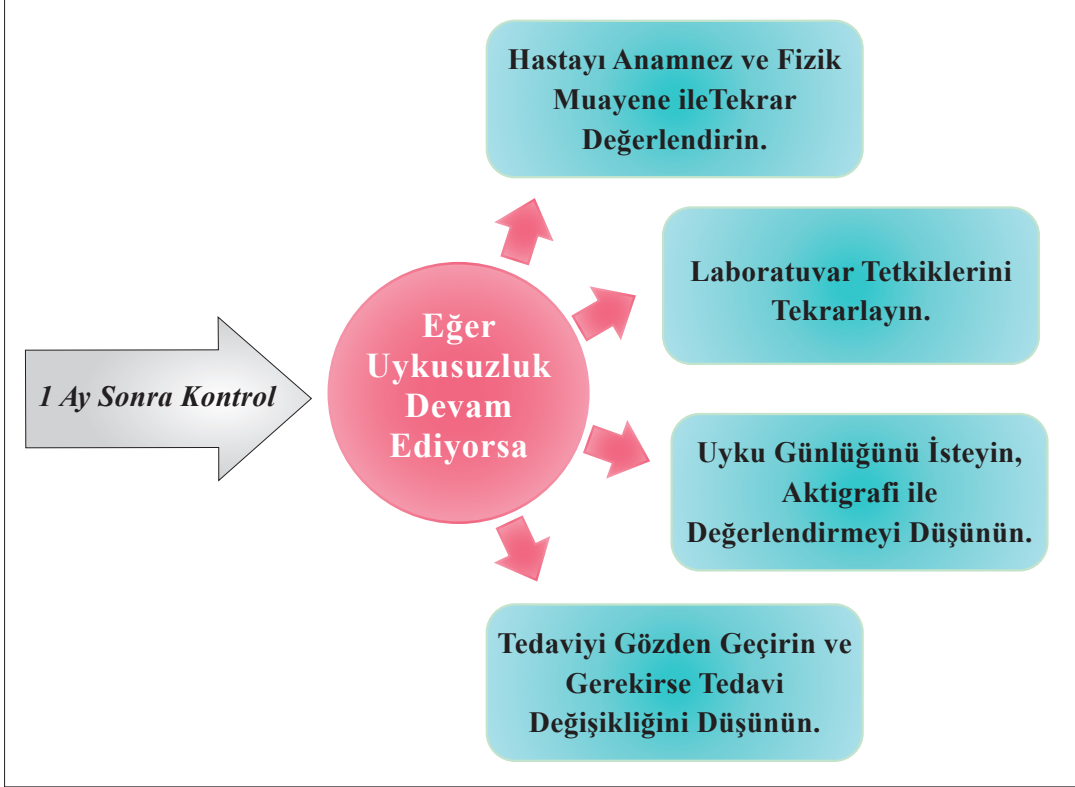 1 Ay Sonra Kontrol
Eğer
Uykusuzluk
Devam
Ediyorsa
Hastayı Anamnez ve Fizik
Muayene ileTekrar
Değerlendirin.
Laboratuvar Tetkiklerini
Tekrarlayın.
Uyku Günlüğünü İsteyin,
Aktigrafi ile
Değerlendirmeyi Düşünün.
Tedaviyi Gözden Geçirin ve
Gerekirse Tedavi
Değişikliğini Düşünün.